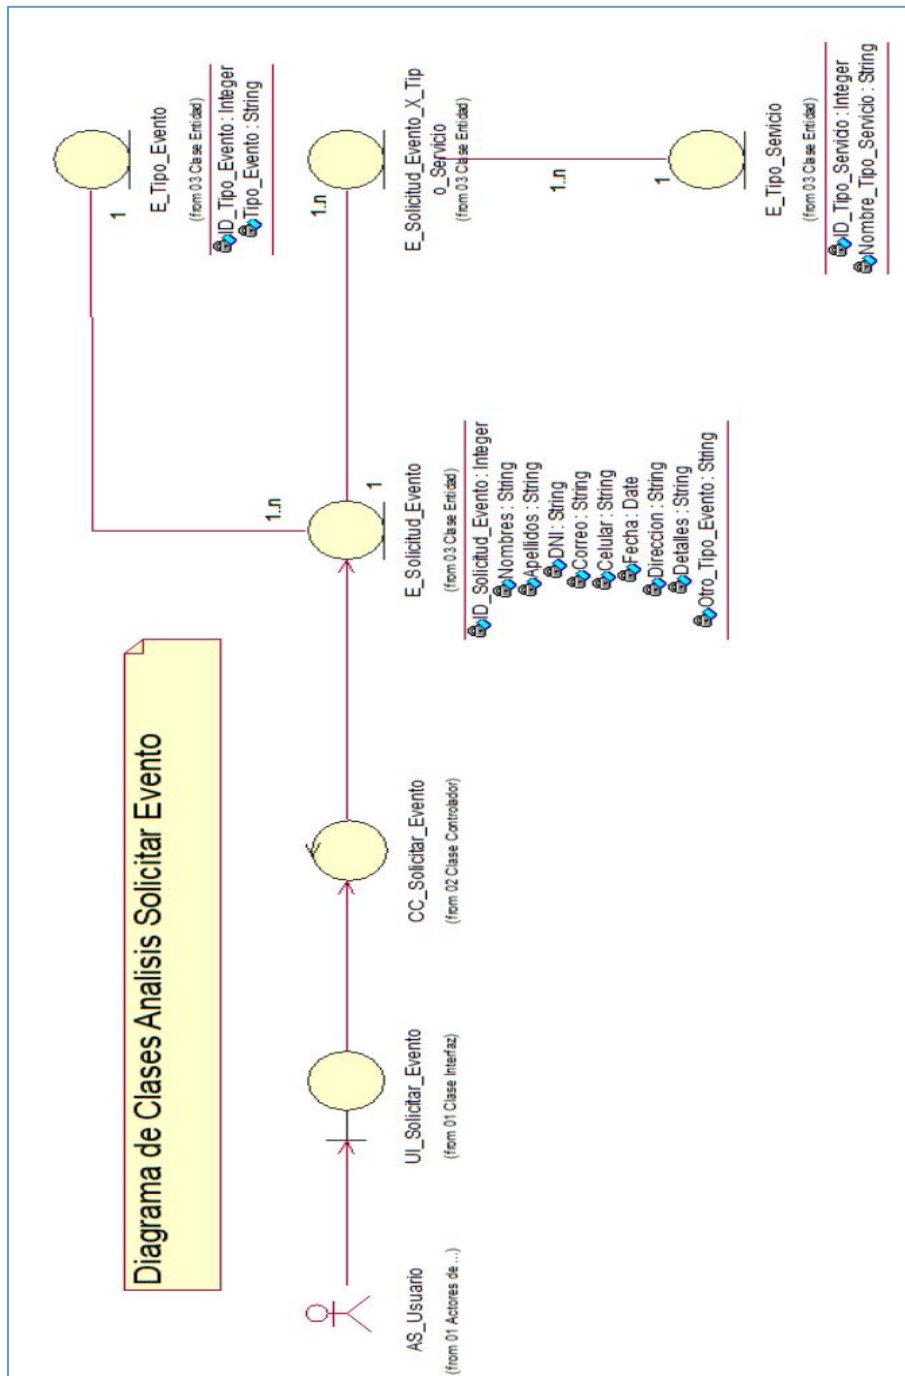 Diagrama de Clases Analisis Solicitar Evento
AS_Usuario
(from 01 Actores de ...)
UI_Solicitar_Evento
(from 01 Clase Interfaz)
CC_Solicitar_Evento
(from 02 Clase Controlador)
E_Solicitud_Evento
(from 03 Clase Entidad)
ID_Solicitud_Evento : Integer
Nombres : String
Apellidos : String
DNI : String
Correo : String
Celular : String
Fecha : Date
Direccion : String
Detalles : String
Otro_Tipo_Evento : String
1..n
1
E_Tipo_Evento
(from 03 Clase Entidad)
ID_Tipo_Evento : Integer
Tipo_Evento : String
1
1..n
E_Solicitud_Evento_X_Tip
o_Servicio
(from 03 Clase Entidad)
1..n
1
E_Tipo_Servicio
(from 03 Clase Entidad)
ID_Tipo_Servicio : Integer
Nombre_Tipo_Servicio : String